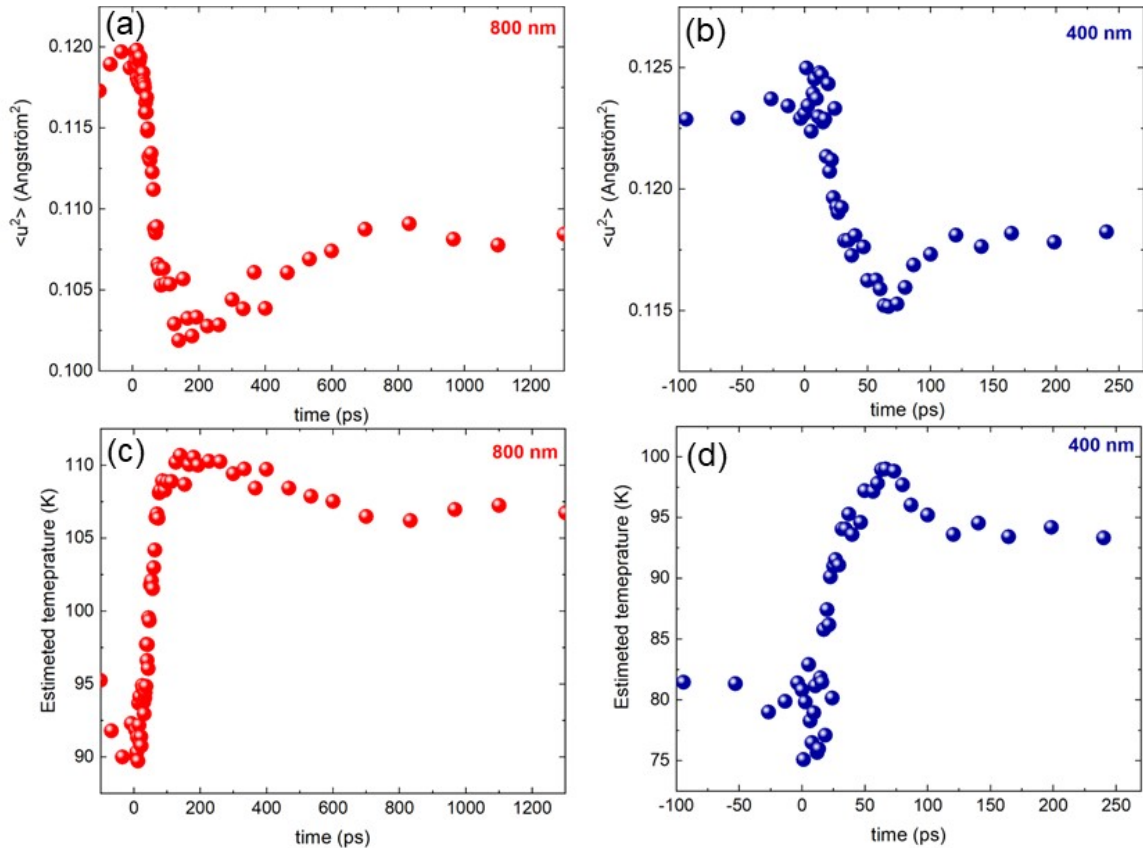 (a)
800 nm
0.120
0.115
0.110
0.105
0.100
<u²> (Angström²)
0 200 400 600 800 1000 1200
time (ps)
(b)
400 nm
0.125
0.120
0.115
<u²> (Angström²)
-100 -50 0 50 100 150 200 250
time (ps)
(c)
800 nm
110
105
100
95
90
Estimeted temeprature (K)
0 200 400 600 800 1000 1200
time (ps)
(d)
400 nm
100
95
90
85
80
75
Estimeted temeprature (K)
-100 -50 0 50 100 150 200 250
time (ps)